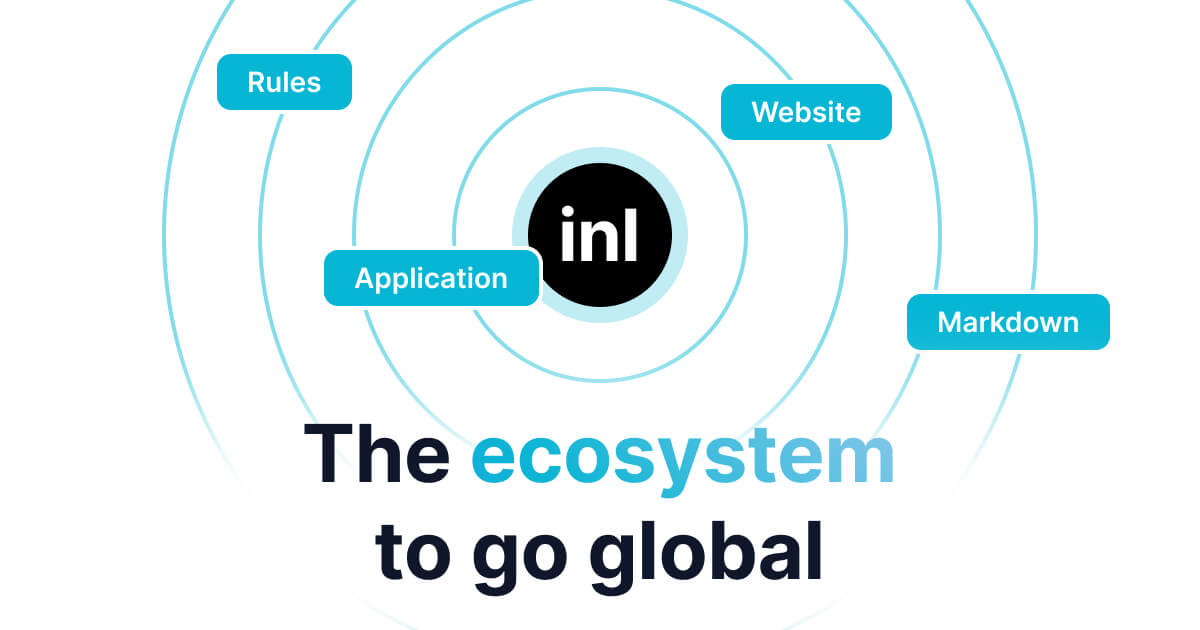 Rules
Website
inl
Application
Markdown
The ecosystem
to go global